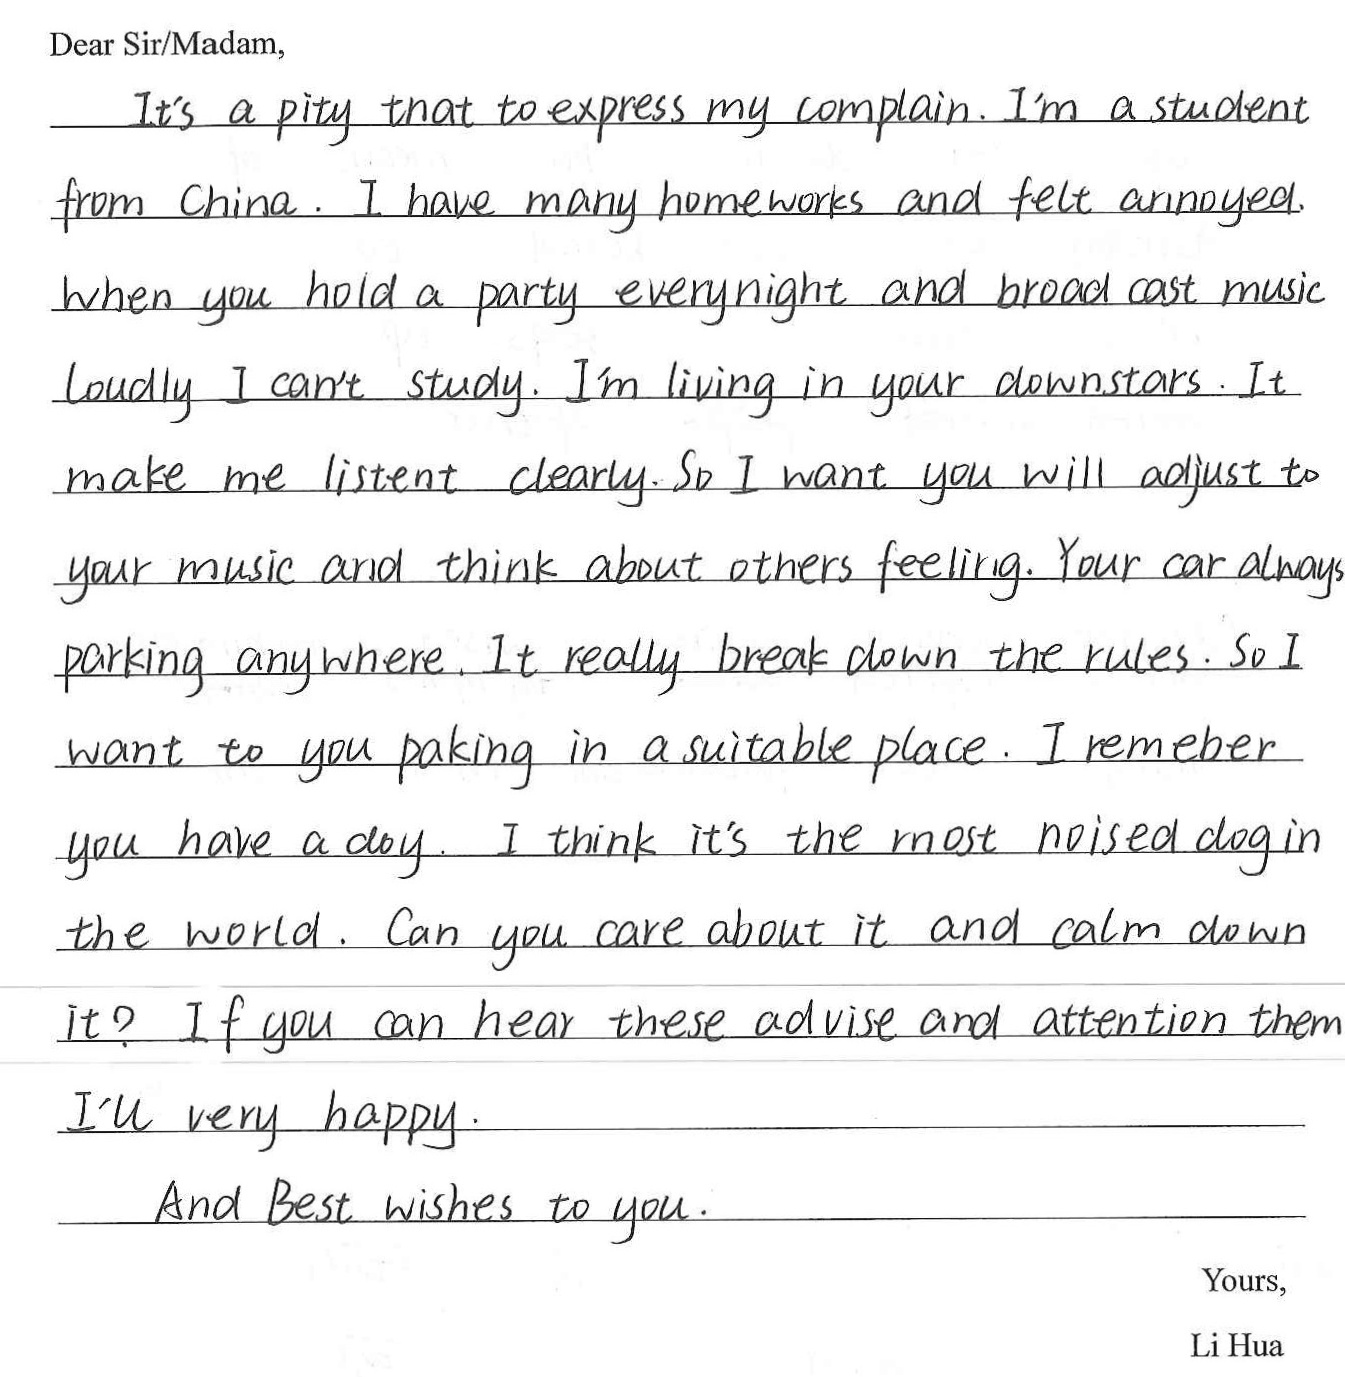 Dear Sir/Madam,
It's a pity tnat to express my complain. I'm a student
from China. I have many homeworks and felt annoyed.
When you hold a party everynight and broad cast music
Loudly I can't study. I'm living in your downstars. It
make me listent clearly. So I want you will adjust to
your music and think about others feeling. Your car always
parking anywhere. It really break down the rules. So I
want to you paking in a suitable place. I remeber
you have a doy. I think it's the most noised dog in
the world. Can you care about it and calm down
it? If you can hear these advise and attention them
I'll very happy.
And Best wishes to you.
Yours,
Li Hua